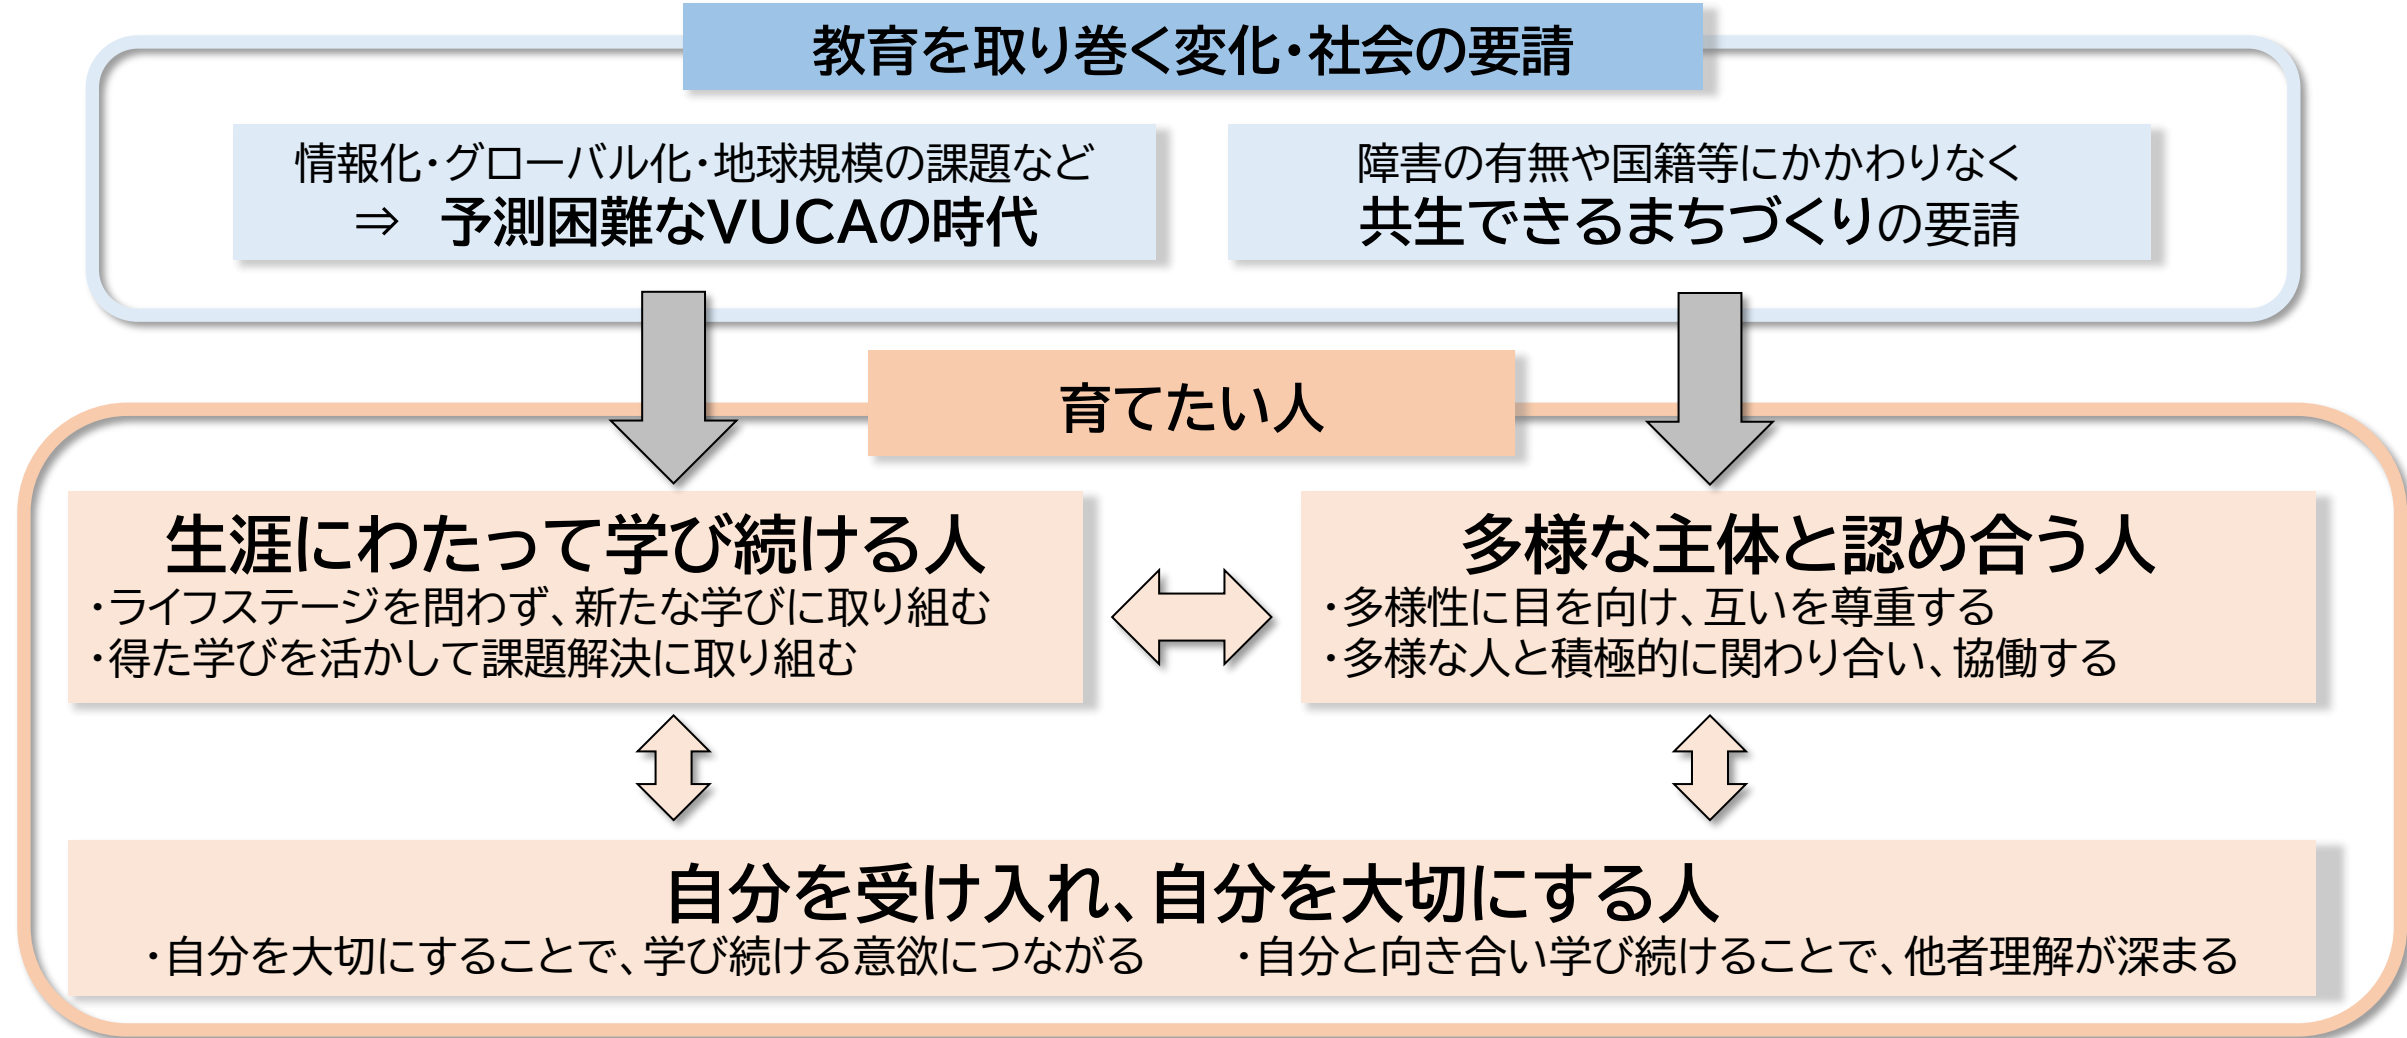 教育を取り巻く変化・社会の要請
情報化・グローバル化・地球規模の課題など
⇒ 予測困難なVUCAの時代
障害の有無や国籍等にかかわりなく
共生できるまちづくりの要請
育てたい人
生涯にわたって学び続ける人
・ライフステージを問わず、新たな学びに取り組む
・得た学びを活かして課題解決に取り組む
多様な主体と認め合う人
・多様性に目を向け、互いを尊重する
・多様な人と積極的に関わり合い、協働する
自分を受け入れ、自分を大切にする人
・自分を大切にすることで、学び続ける意欲につながる ・自分と向き合い学び続けることで、他者理解が深まる